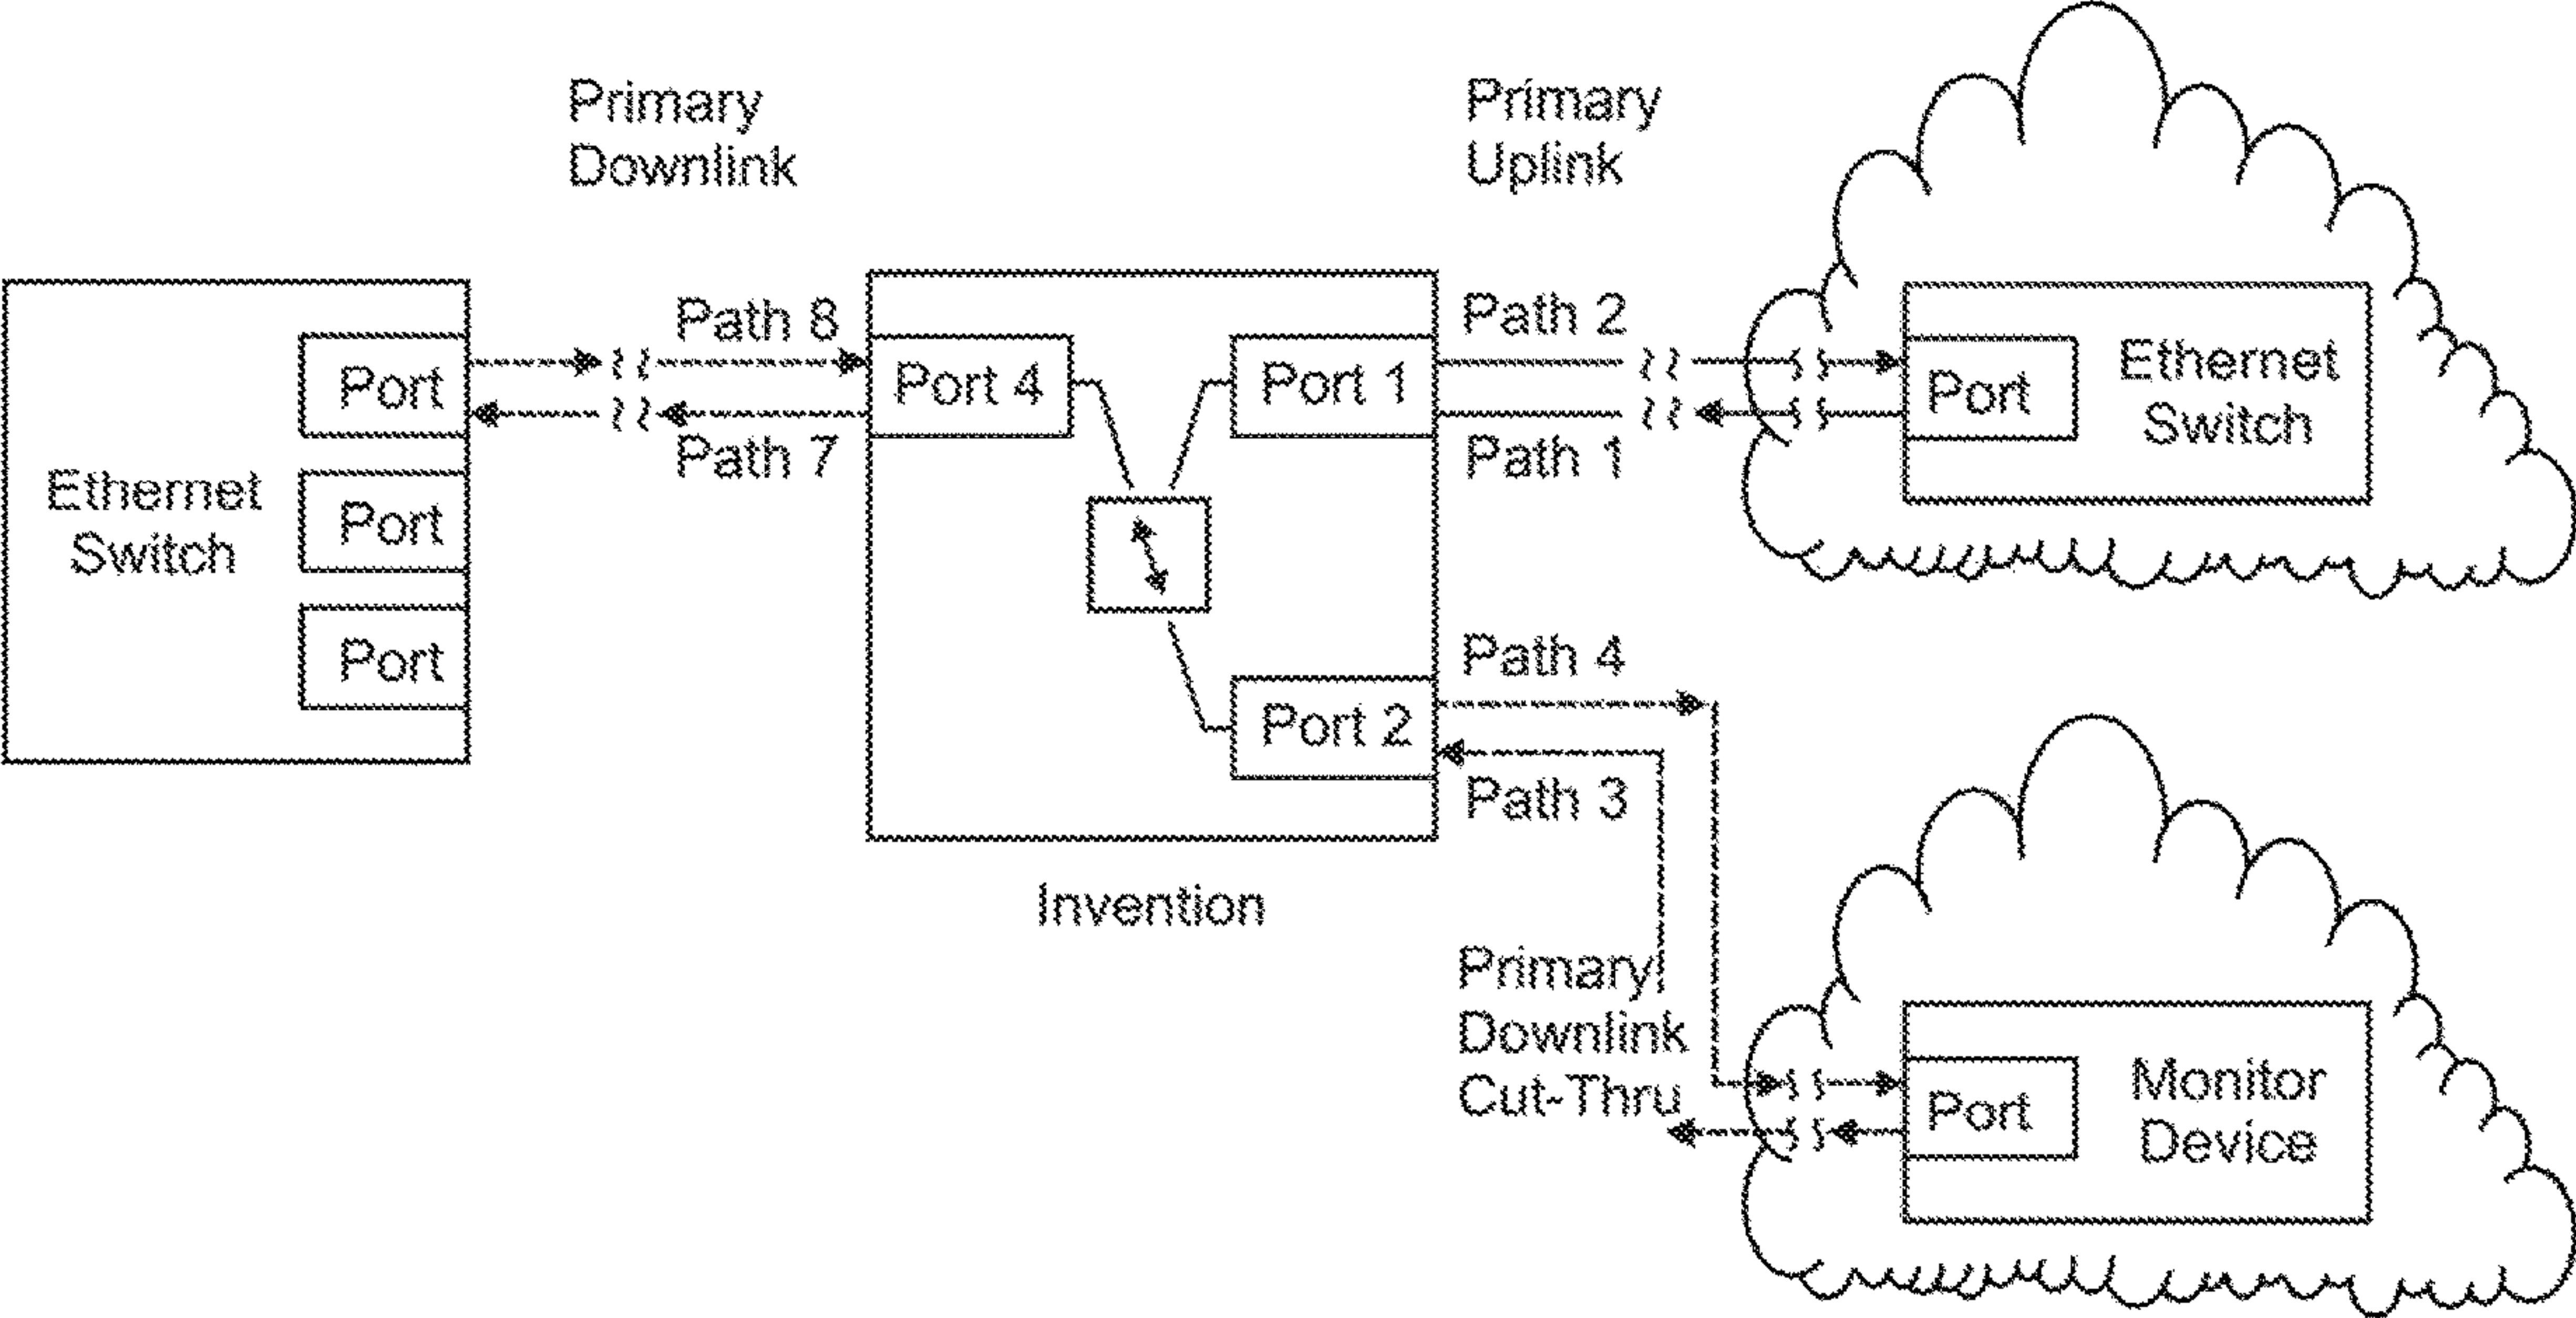 Primary
Downlink
Primary
Uplink
Path 8
Path 7
Port
Port
Port
Ethernet
Switch
Port 4
Port 1
Port 2
Invention
Path 2
Path 1
Port
Ethernet
Switch
Path 4
Path 3
Primary
Downlink
Cut-Thru
Port
Monitor
Device